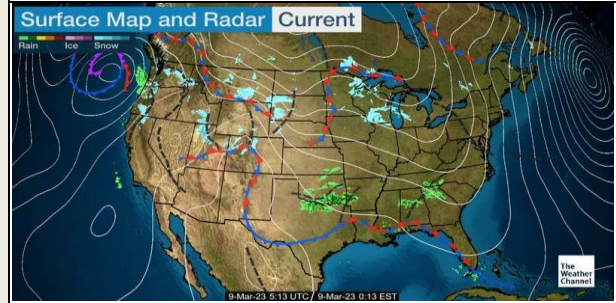 Surface Map and Radar Current
Rain Ice Snow
The
Weather
Channel
9-Mar-23 5:13 UTC / 9-Mar-23 0:13 EST